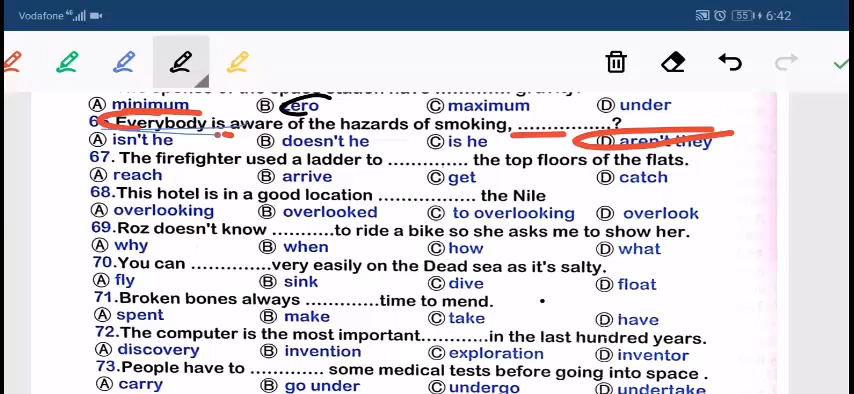 Vodafone 4G 55 6:42
Ⓐ minimum Ⓑ zero Ⓒ maximum Ⓓ under
Everybody is aware of the hazards of smoking, ..................?
Ⓐ isn't he Ⓑ doesn't he Ⓒ is he Ⓓ aren't they
67. The firefighter used a ladder to .............. the top floors of the flats.
Ⓐ reach Ⓑ arrive Ⓒ get Ⓓ catch
68.This hotel is in a good location ................. the Nile
Ⓐ overlooking Ⓑ overlooked Ⓒ to overlooking Ⓓ overlook
69.Roz doesn't know ...........to ride a bike so she asks me to show her.
Ⓐ why Ⓑ when Ⓒ how Ⓓ what
70.You can ..............very easily on the Dead sea as it's salty.
Ⓐ fly Ⓑ sink Ⓒ dive Ⓓ float
71.Broken bones always .............time to mend.
Ⓐ spent Ⓑ make Ⓒ take Ⓓ have
72.The computer is the most important............in the last hundred years.
Ⓐ discovery Ⓑ invention Ⓒ exploration Ⓓ inventor
73.People have to ............. some medical tests before going into space .
Ⓐ carry Ⓑ go under Ⓒ undergo Ⓓ undertake